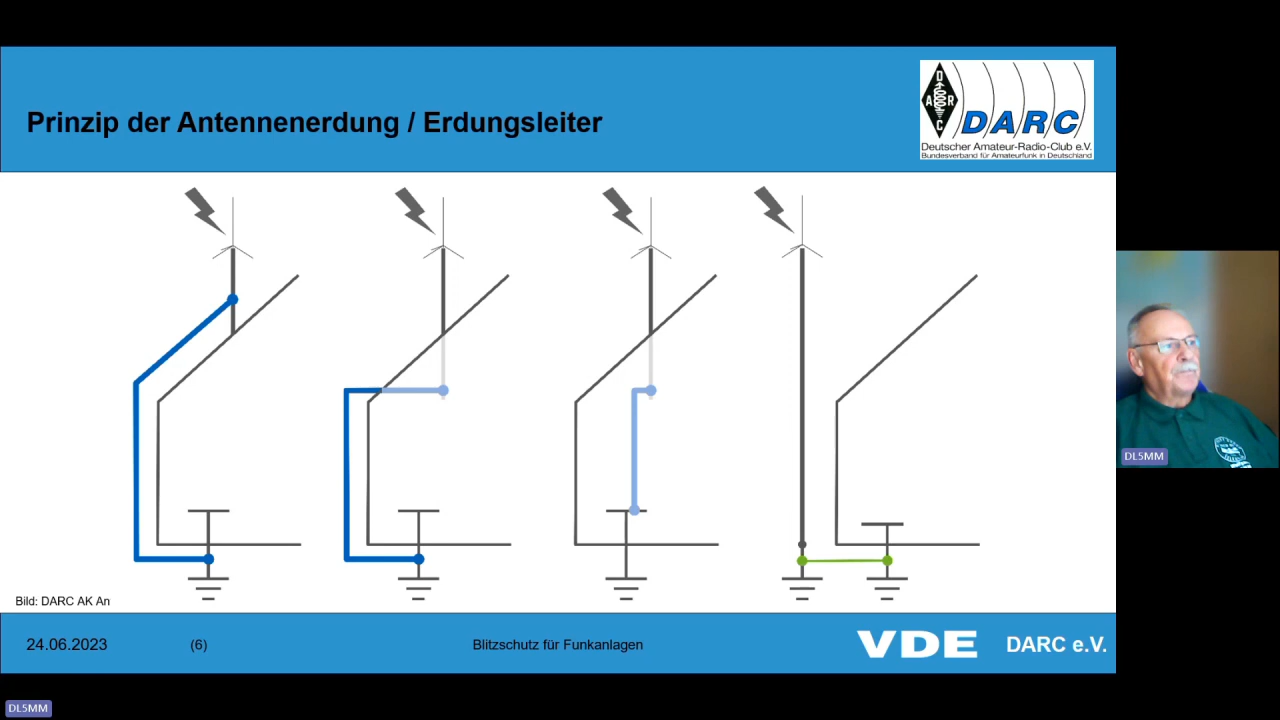 Prinzip der Antennenerdung / Erdungsleiter
D
A R
C
DARC
Deutscher Amateur-Radio-Club e.V.
Bundesverband für Amateurfunk in Deutschland
DL5MM
Bild: DARC AK An
24.06.2023
(6)
Blitzschutz für Funkanlagen
VDE
DARC e.V.
DL5MM